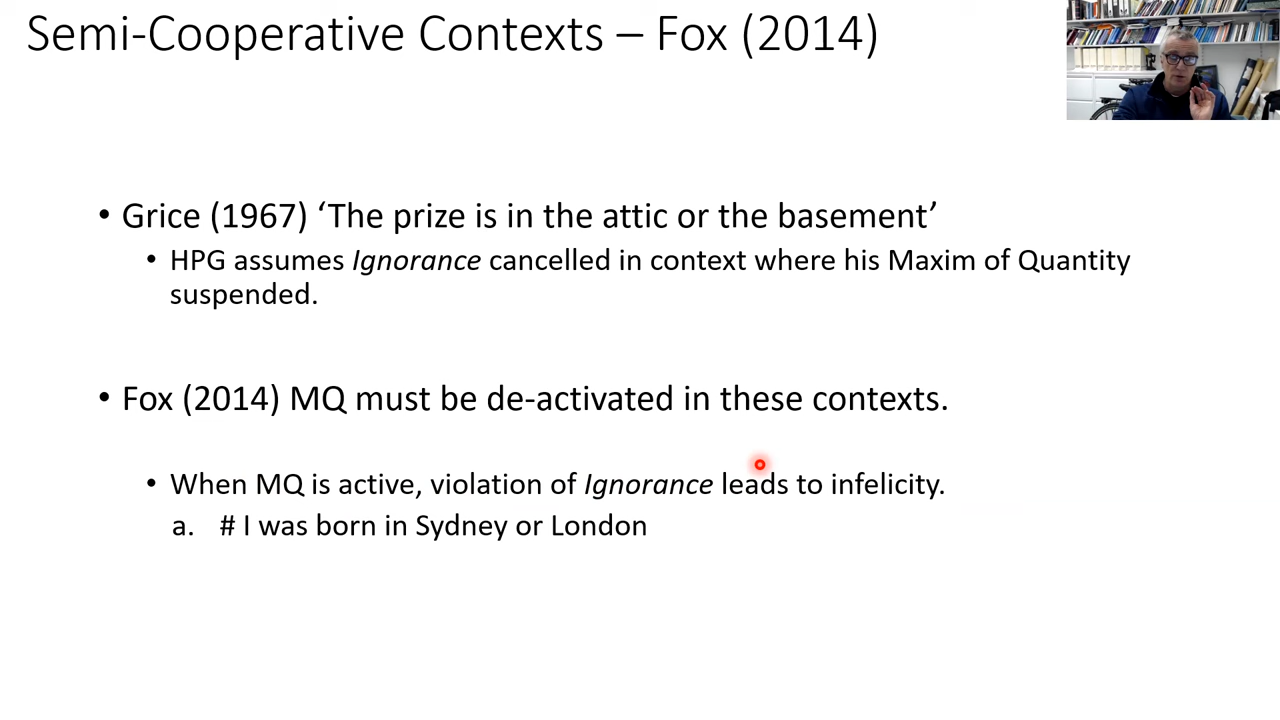 Semi-Cooperative Contexts – Fox (2014)
• Grice (1967) ‘The prize is in the attic or the basement’
• HPG assumes Ignorance cancelled in context where his Maxim of Quantity
suspended.
• Fox (2014) MQ must be de-activated in these contexts.
• When MQ is active, violation of Ignorance leads to infelicity.
a. # I was born in Sydney or London